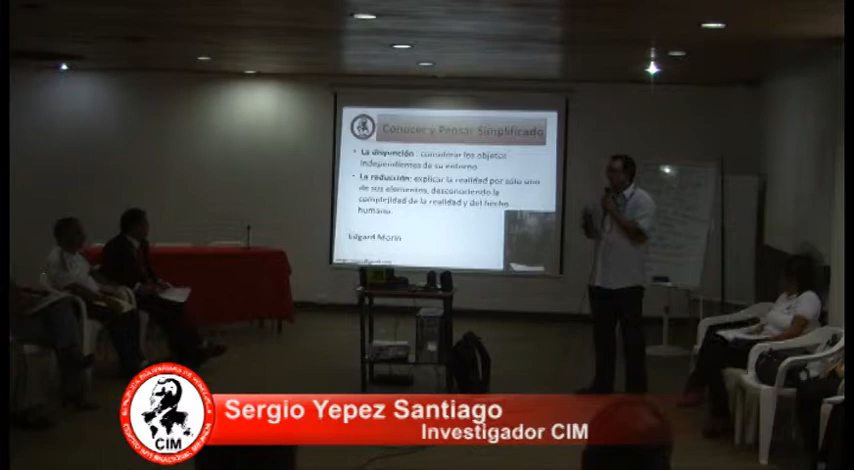 Conocer y Pensar Simplificado
• La disyunción: considerar los objetos
independientes de su entorno.
• La reducción: explicar la realidad por sólo uno
de sus elementos, desconociendo la
complejidad de la realidad y del hecho
humano.
Edgard Morin
CIM
Sergio Yepez Santiago
Investigador CIM